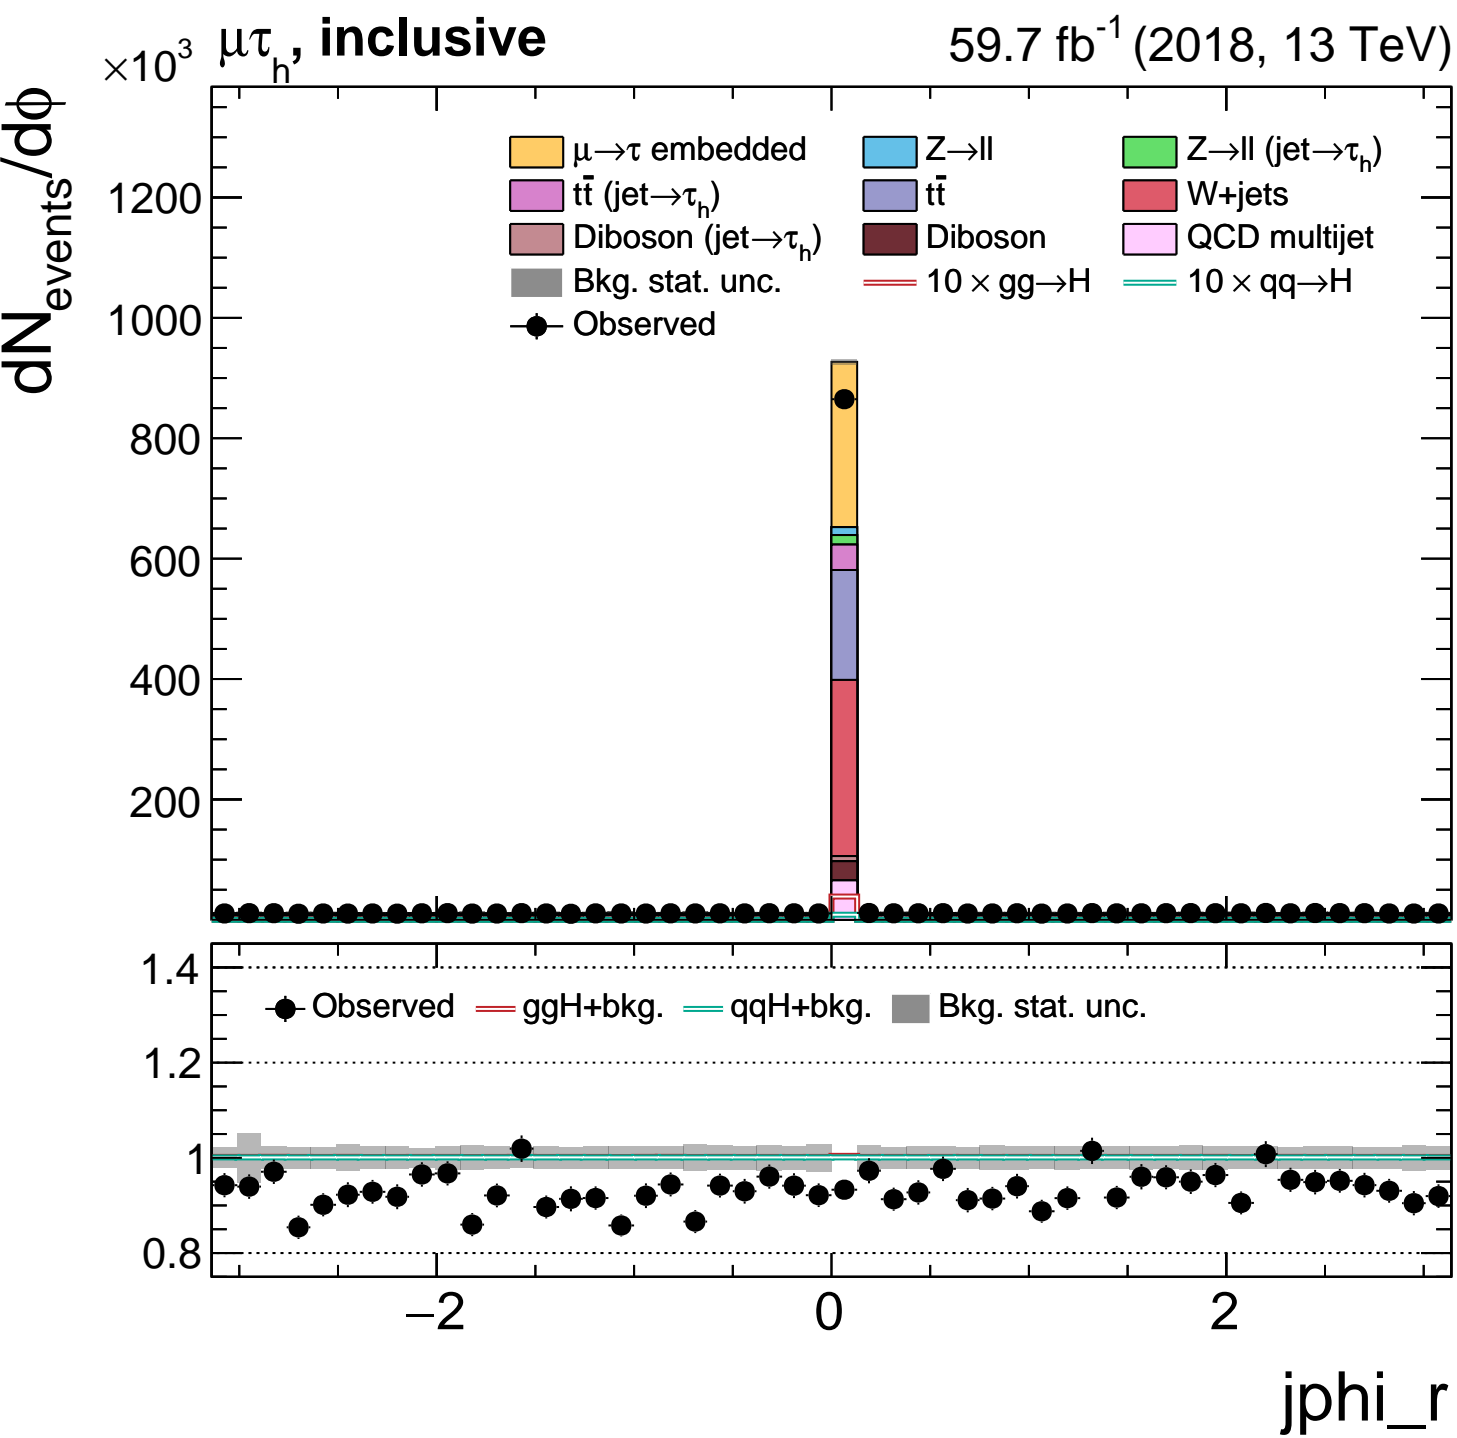 ×10³ μτₕ, inclusive 59.7 fb⁻¹ (2018, 13 TeV)
dN_events/dϕ
μ→τ embedded Z→ll Z→ll (jet→τₕ)
tt̄ (jet→τₕ) tt̄ W+jets
Diboson (jet→τₕ) Diboson QCD multijet
Bkg. stat. unc. 10 × gg→H 10 × qq→H
Observed
1200
1000
800
600
400
200
1.4
Observed ggH+bkg. qqH+bkg. Bkg. stat. unc.
1.2
1
0.8
−2 0 2
jphi_r